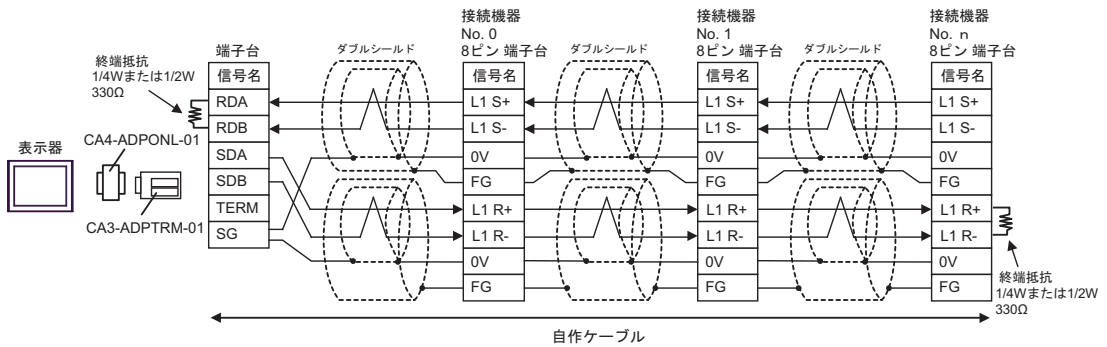 表示器
終端抵抗
1/4Wまたは1/2W
330Ω
CA4-ADPONL-01
CA3-ADPTRM-01
端子台
信号名
RDA
RDB
SDA
SDB
TERM
SG
ダブルシールド
接続機器
No. 0
8ピン 端子台
信号名
L1 S+
L1 S-
0V
FG
L1 R+
L1 R-
0V
FG
ダブルシールド
接続機器
No. 1
8ピン 端子台
信号名
L1 S+
L1 S-
0V
FG
L1 R+
L1 R-
0V
FG
ダブルシールド
接続機器
No. n
8ピン 端子台
信号名
L1 S+
L1 S-
0V
FG
L1 R+
L1 R-
0V
FG
終端抵抗
1/4Wまたは1/2W
330Ω
自作ケーブル